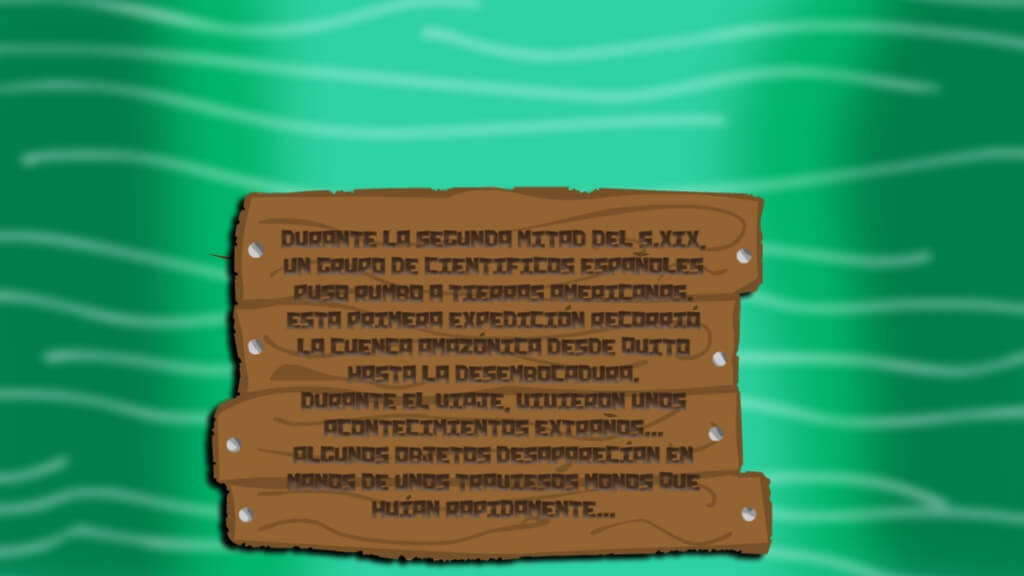 DURANTE LA SEGUNDA MITAD DEL S.XIX,
UN GRUPO DE CIENTIFICOS ESPAÑOLES
PUSO RUMBO A TIERRAS AMERICANAS.
ESTA PRIMERA EXPEDICIÓN RECORRIÓ
LA CUENCA AMAZÓNICA DESDE QUITO
HASTA LA DESEMBOCADURA.
DURANTE EL VIAJE, VIVIERON UNOS
ACONTECIMIENTOS EXTRAÑOS...
ALGUNOS OBJETOS DESAPARECÍAN EN
MANOS DE UNOS TRAVIESOS MONOS QUE
HUÍAN RAPIDAMENTE...